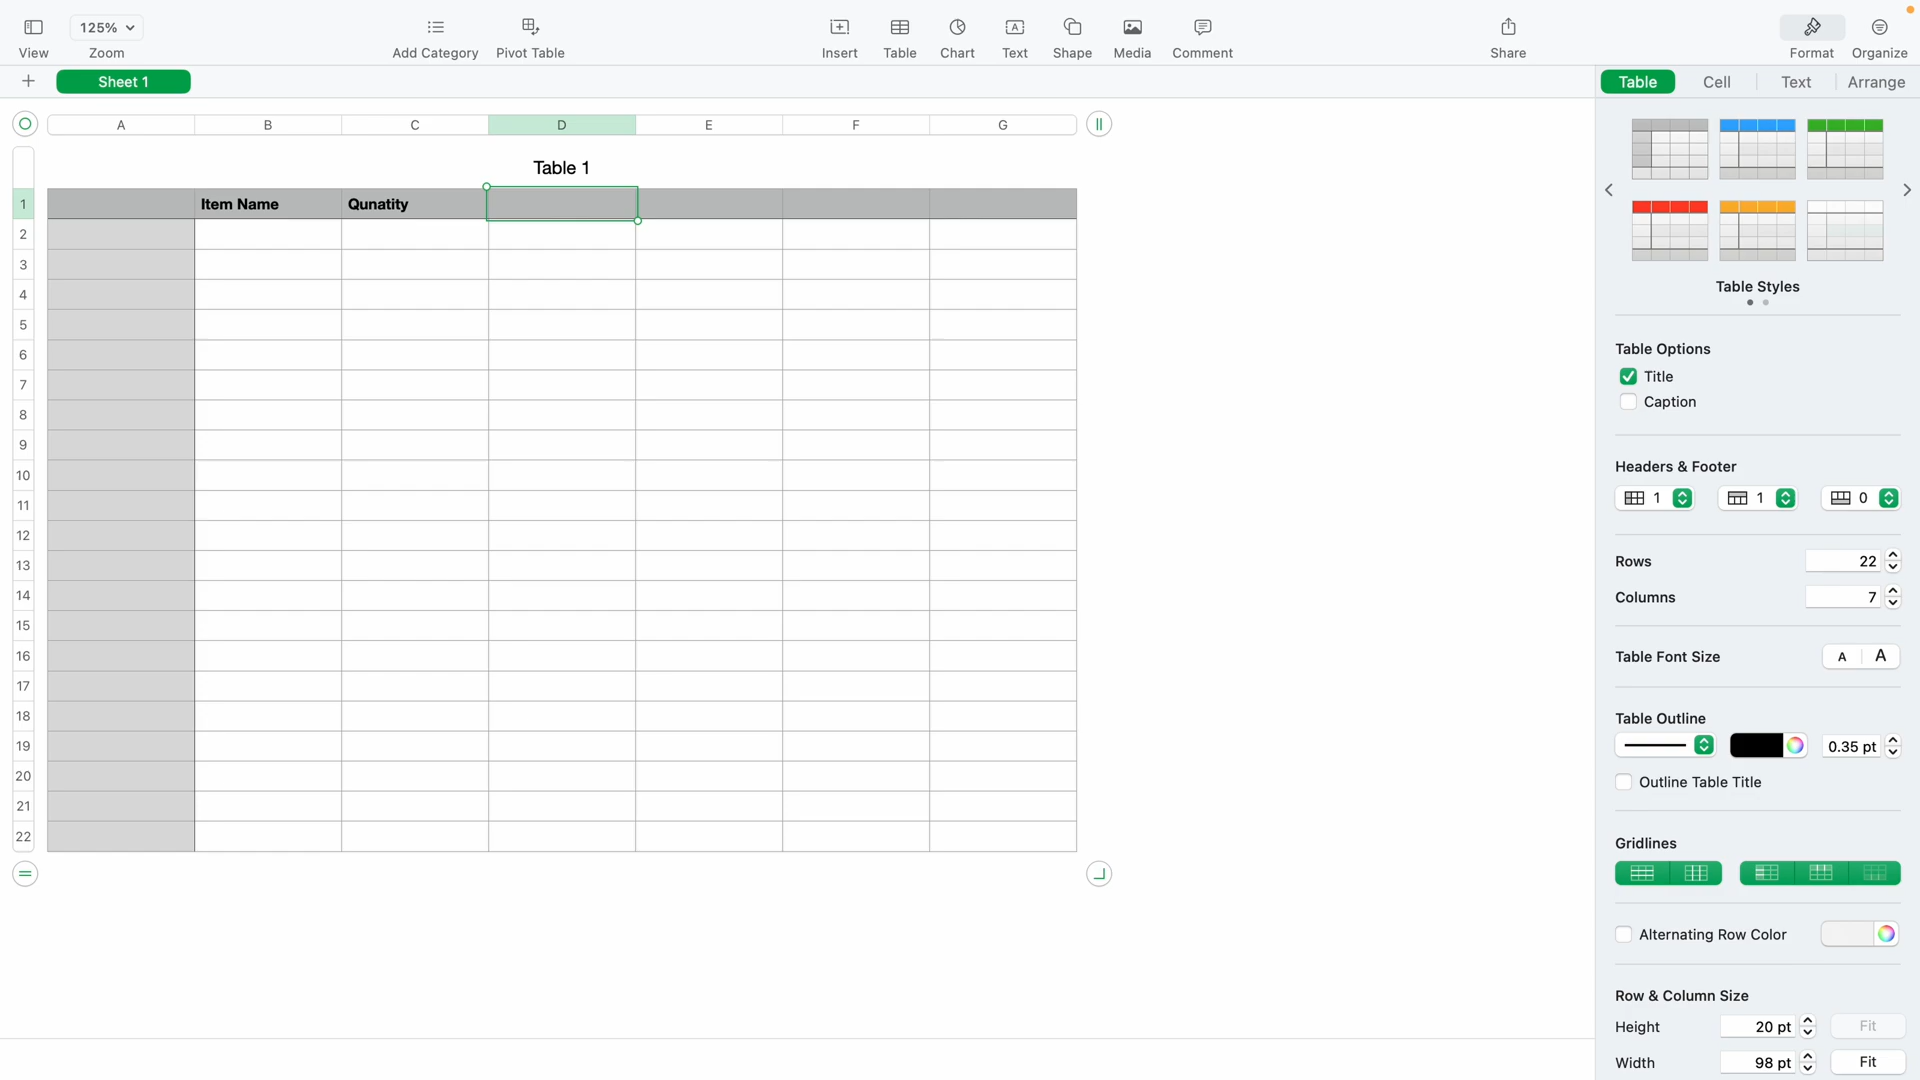 125%
View Zoom Add Category Pivot Table Insert Table Chart Text Shape Media Comment Share Format Organize
Sheet 1
Table Cell Text Arrange
A B C D E F G
Table 1
1 Item Name Qunatity
2
3
4
5
6
7
8
9
10
11
12
13
14
15
16
17
18
19
20
21
22
Table Styles
Table Options
Title
Caption
Headers & Footer
1 1 0
Rows 22
Columns 7
Table Font Size A A
Table Outline
0.35 pt
Outline Table Title
Gridlines
Alternating Row Color
Row & Column Size
Height 20 pt Fit
Width 98 pt Fit